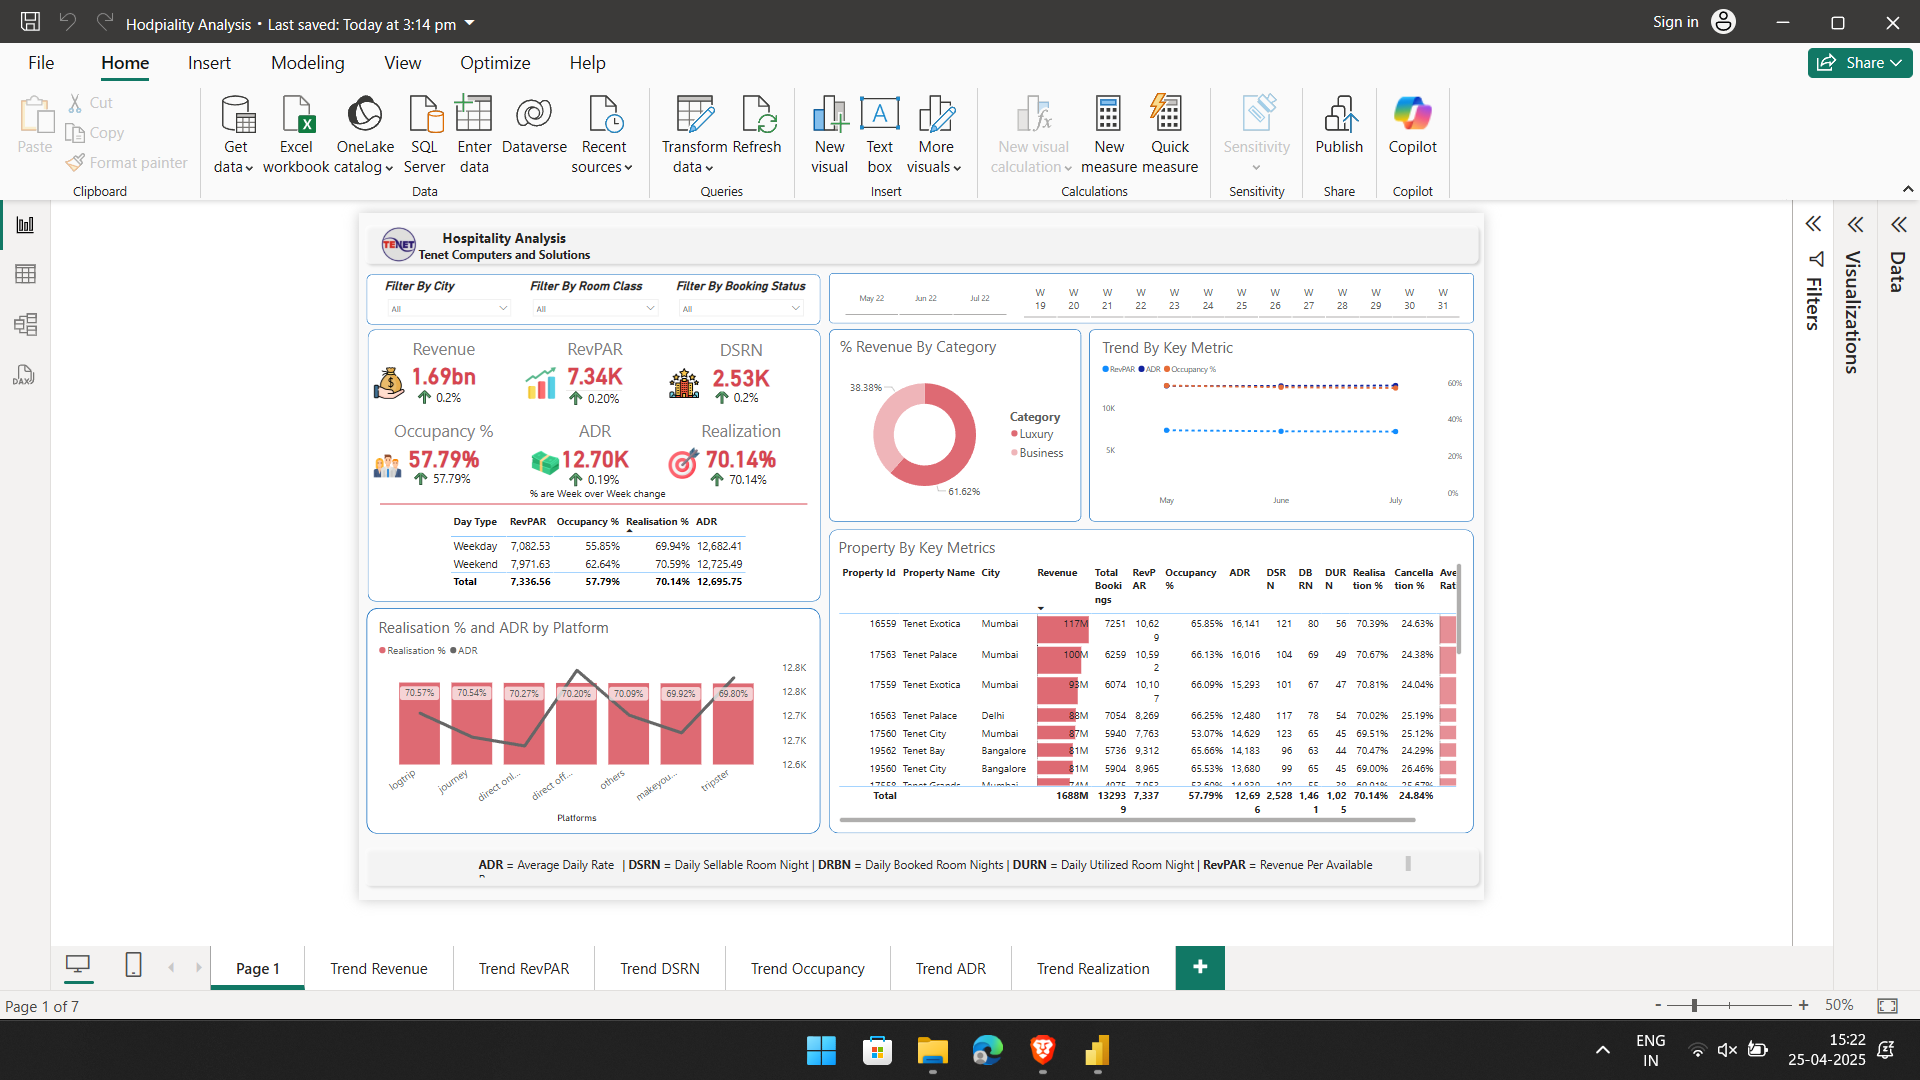 Hodpiality Analysis • Last saved: Today at 3:14 pm
Sign in
File Home Insert Modeling View Optimize Help
Share
Paste
Cut
Copy
Format painter
Clipboard
Get data
Excel workbook
OneLake catalog
SQL Server
Enter data
Dataverse
Recent sources
Data
Transform data
Refresh
Queries
New visual
Text box
More visuals
Insert
New visual calculation
New measure
Quick measure
Calculations
Sensitivity
Sensitivity
Publish
Share
Copilot
Copilot
TENET
Hospitality Analysis
Tenet Computers and Solutions
Filter By City
All
Filter By Room Class
All
Filter By Booking Status
All
May 22 Jun 22 Jul 22
W 19 W 20 W 21 W 22 W 23 W 24 W 25 W 26 W 27 W 28 W 29 W 30 W 31
Revenue
1.69bn
0.2%
RevPAR
7.34K
0.20%
DSRN
2.53K
0.2%
Occupancy %
57.79%
57.79%
ADR
12.70K
0.19%
Realization
70.14%
70.14%
% are Week over Week change
Day Type RevPAR Occupancy % Realisation % ADR
Weekday 7,082.53 55.85% 69.94% 12,682.41
Weekend 7,971.63 62.64% 70.59% 12,725.49
Total 7,336.56 57.79% 70.14% 12,695.75
% Revenue By Category
38.38%
61.62%
Category
Luxury
Business
Trend By Key Metric
RevPAR ADR Occupancy %
10K
5K
60%
40%
20%
0%
May June July
Realisation % and ADR by Platform
Realisation % ADR
70.57% 70.54% 70.27% 70.20% 70.09% 69.92% 69.80%
12.8K
12.8K
12.7K
12.7K
12.6K
logtrip journey direct onl... direct off... others makeyou... tripster
Platforms
Property By Key Metrics
Property Id Property Name City Revenue Total Bookings RevPAR Occupancy % ADR DSRN DBRN DURN Realisation % Cancellation % Ave Rat
16559 Tenet Exotica Mumbai 117M 7251 10,629 65.85% 16,141 121 80 56 70.39% 24.63%
17563 Tenet Palace Mumbai 100M 6259 10,592 66.13% 16,016 104 69 49 70.67% 24.38%
17559 Tenet Exotica Mumbai 93M 6074 10,107 66.09% 15,293 101 67 47 70.81% 24.04%
16563 Tenet Palace Delhi 88M 7054 8,269 66.25% 12,480 117 78 54 70.02% 25.19%
17560 Tenet City Mumbai 87M 5940 7,763 53.07% 14,629 123 65 45 69.51% 25.12%
19562 Tenet Bay Bangalore 81M 5736 9,312 65.66% 14,183 96 63 44 70.47% 24.29%
19560 Tenet City Bangalore 81M 5904 8,965 65.53% 13,680 99 65 45 69.00% 26.46%
Total 1688M 132939 7,337 57.79% 12,696 2,528 1,461 1,025 70.14% 24.84%
ADR = Average Daily Rate | DSRN = Daily Sellable Room Night | DRBN = Daily Booked Room Nights | DURN = Daily Utilized Room Night | RevPAR = Revenue Per Available
Filters
Visualizations
Data
Page 1 Trend Revenue Trend RevPAR Trend DSRN Trend Occupancy Trend ADR Trend Realization
Page 1 of 7
50%
ENG
IN
15:22
25-04-2025